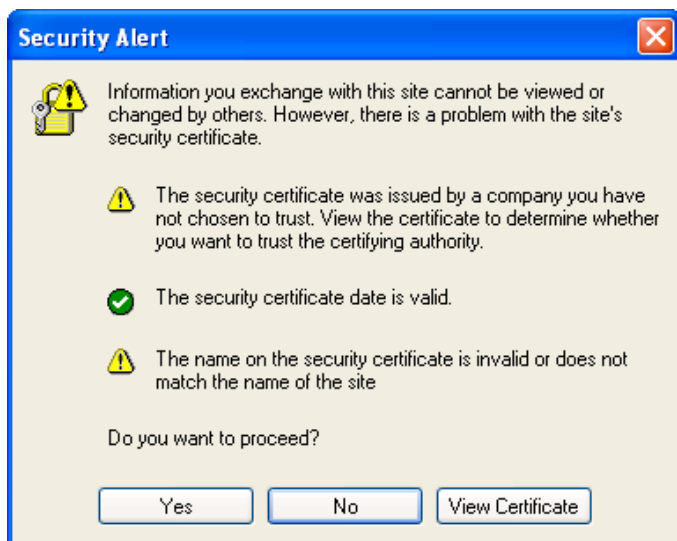 Security Alert
Information you exchange with this site cannot be viewed or
changed by others. However, there is a problem with the site's
security certificate.
The security certificate was issued by a company you have
not chosen to trust. View the certificate to determine whether
you want to trust the certifying authority.
The security certificate date is valid.
The name on the security certificate is invalid or does not
match the name of the site
Do you want to proceed?
Yes No View Certificate